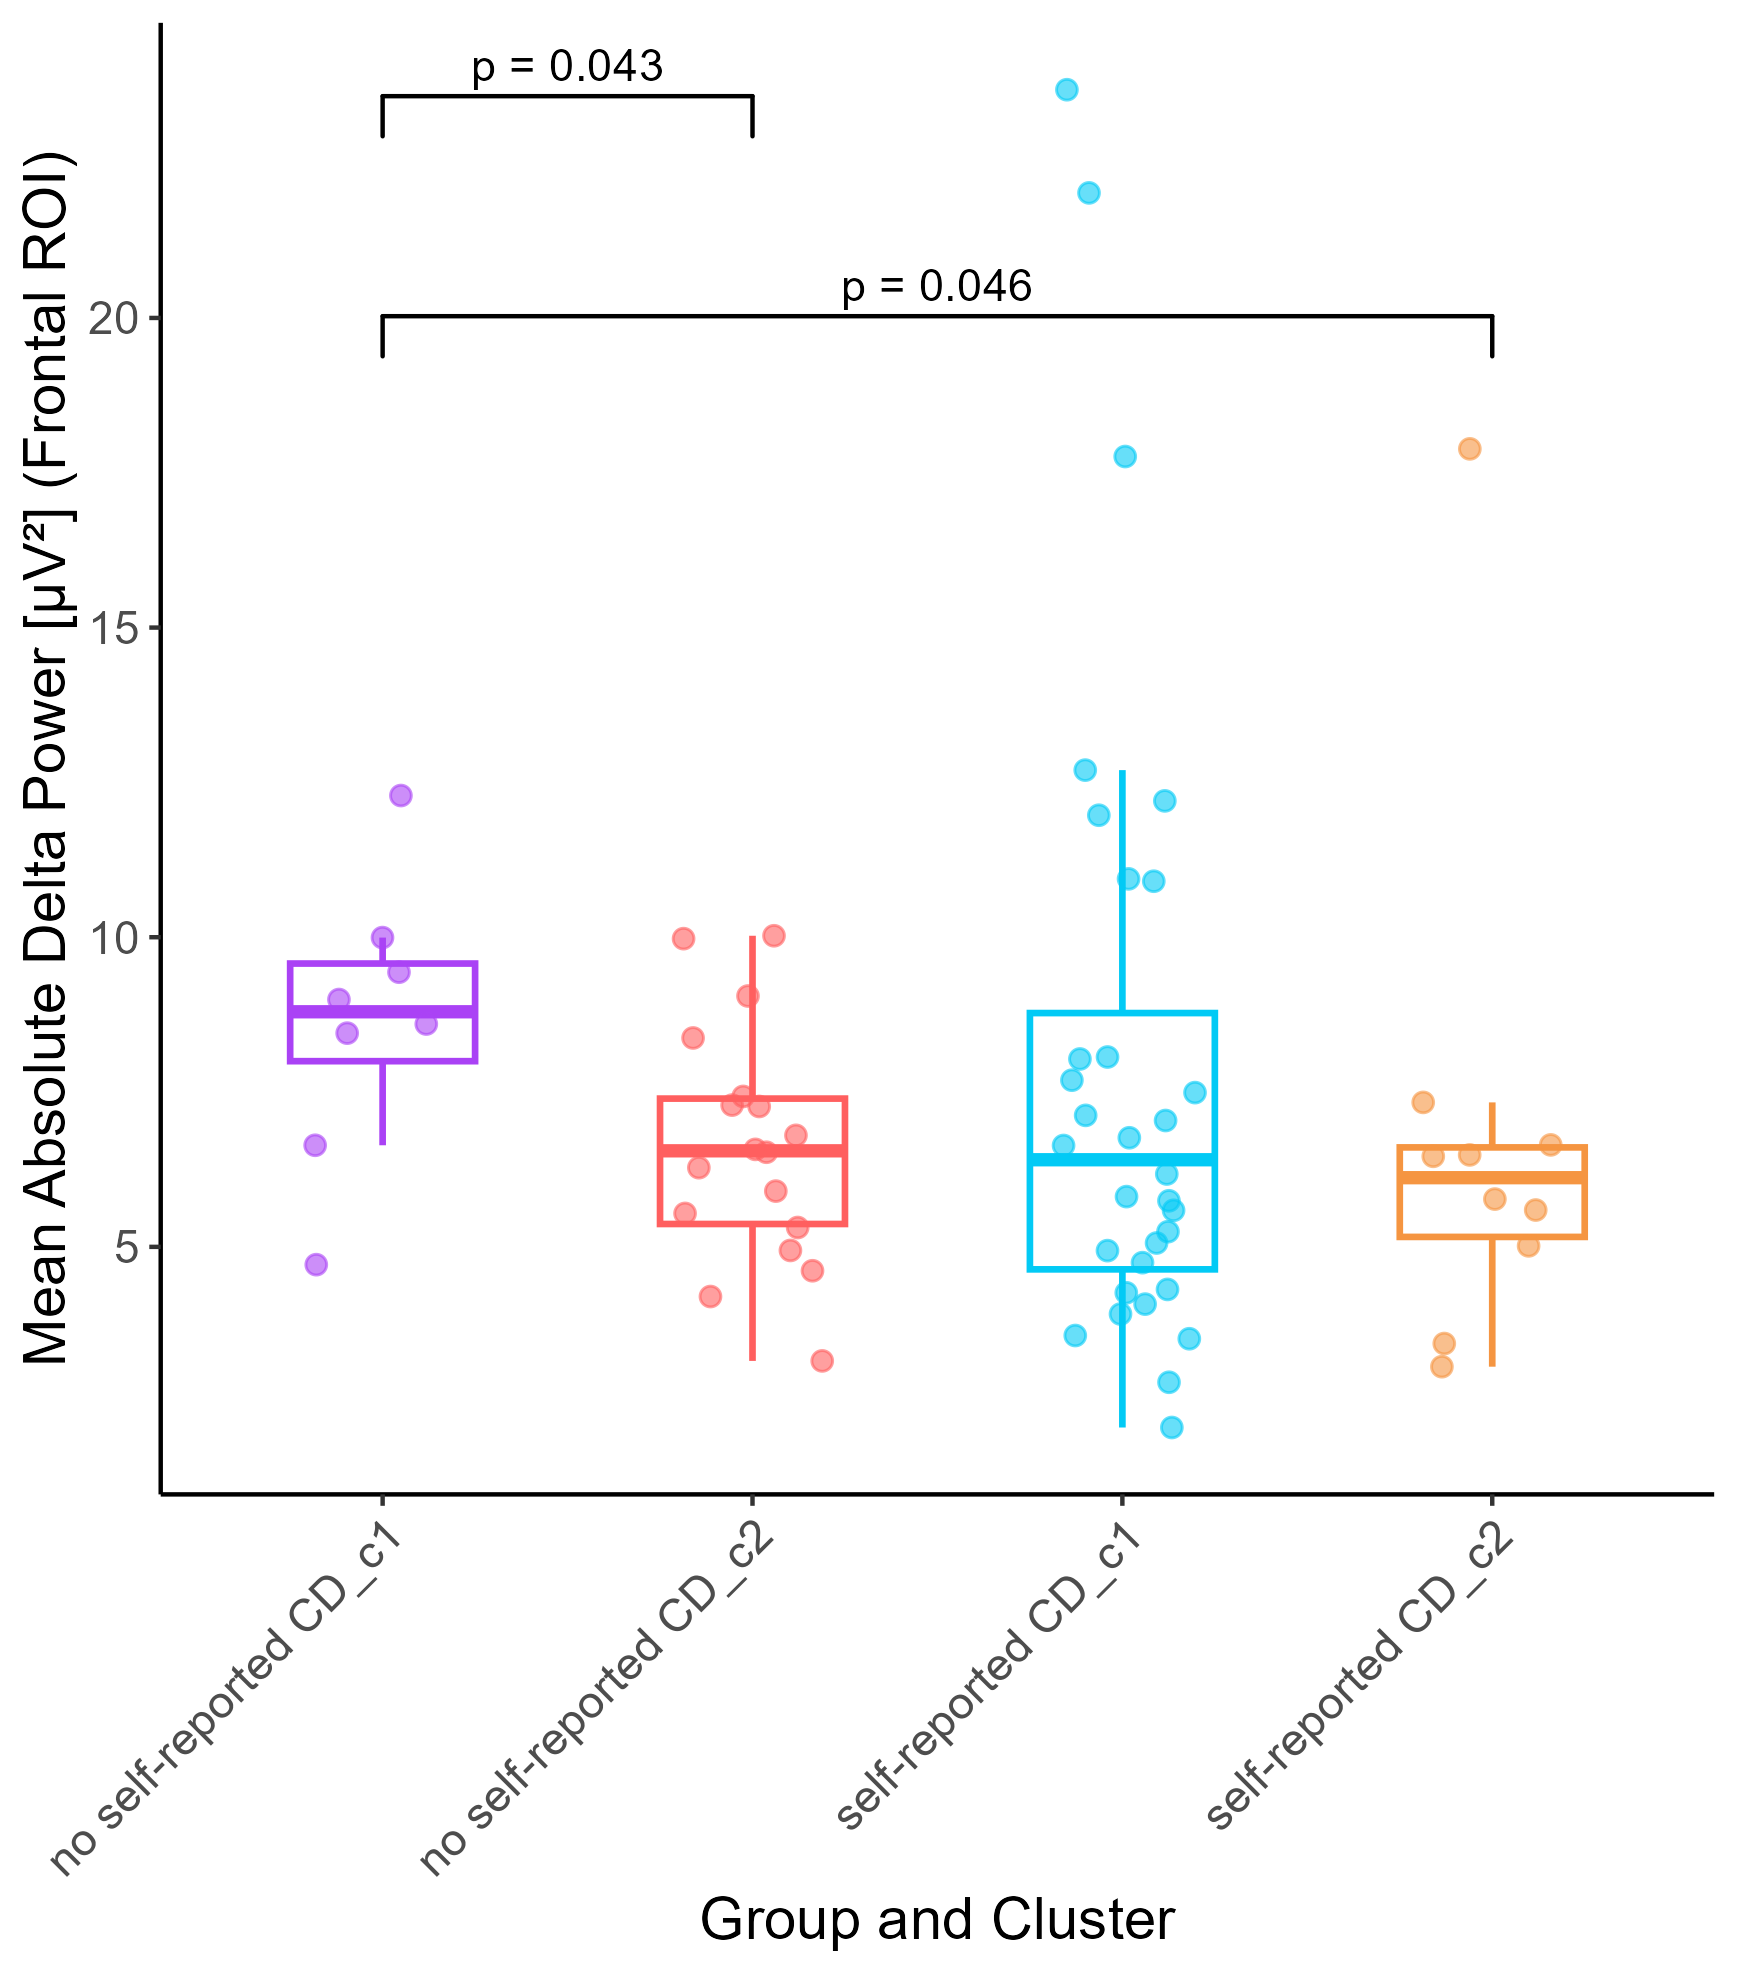 p = 0.043
p = 0.046
Mean Absolute Delta Power [µV²] (Frontal ROI)
20
15
10
5
no self-reported CD_c1
no self-reported CD_c2
self-reported CD_c1
self-reported CD_c2
Group and Cluster